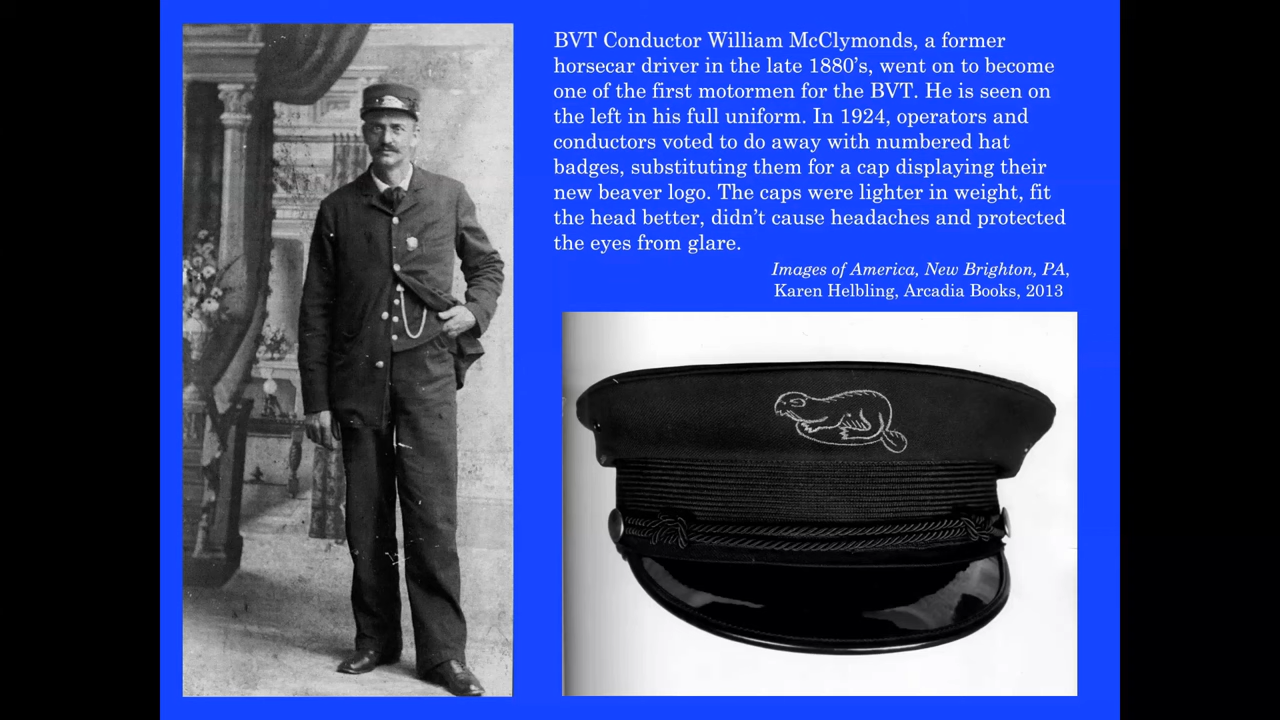 BVT Conductor William McClymonds, a former
horsecar driver in the late 1880’s, went on to become
one of the first motormen for the BVT. He is seen on
the left in his full uniform. In 1924, operators and
conductors voted to do away with numbered hat
badges, substituting them for a cap displaying their
new beaver logo. The caps were lighter in weight, fit
the head better, didn’t cause headaches and protected
the eyes from glare.
Images of America, New Brighton, PA,
Karen Helbling, Arcadia Books, 2013